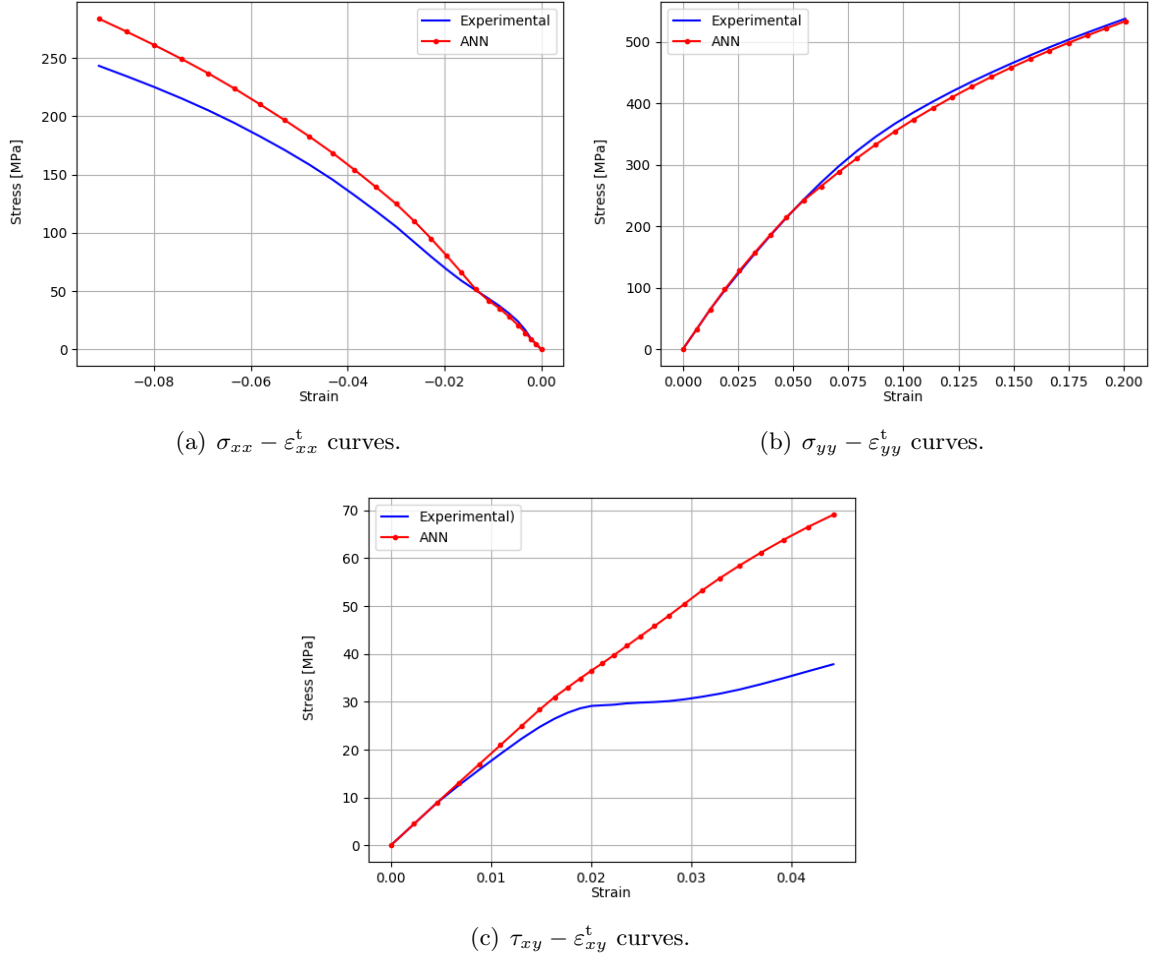 Experimental
ANN
250
200
150
100
50
0
Stress [MPa]
−0.08
−0.06
−0.04
−0.02
0.00
Strain
(a) σxx − εᵗxx curves.
Experimental
ANN
500
400
300
200
100
0
Stress [MPa]
0.000
0.025
0.050
0.075
0.100
0.125
0.150
0.175
0.200
Strain
(b) σyy − εᵗyy curves.
Experimental)
ANN
70
60
50
40
30
20
10
0
Stress [MPa]
0.00
0.01
0.02
0.03
0.04
Strain
(c) τxy − εᵗxy curves.